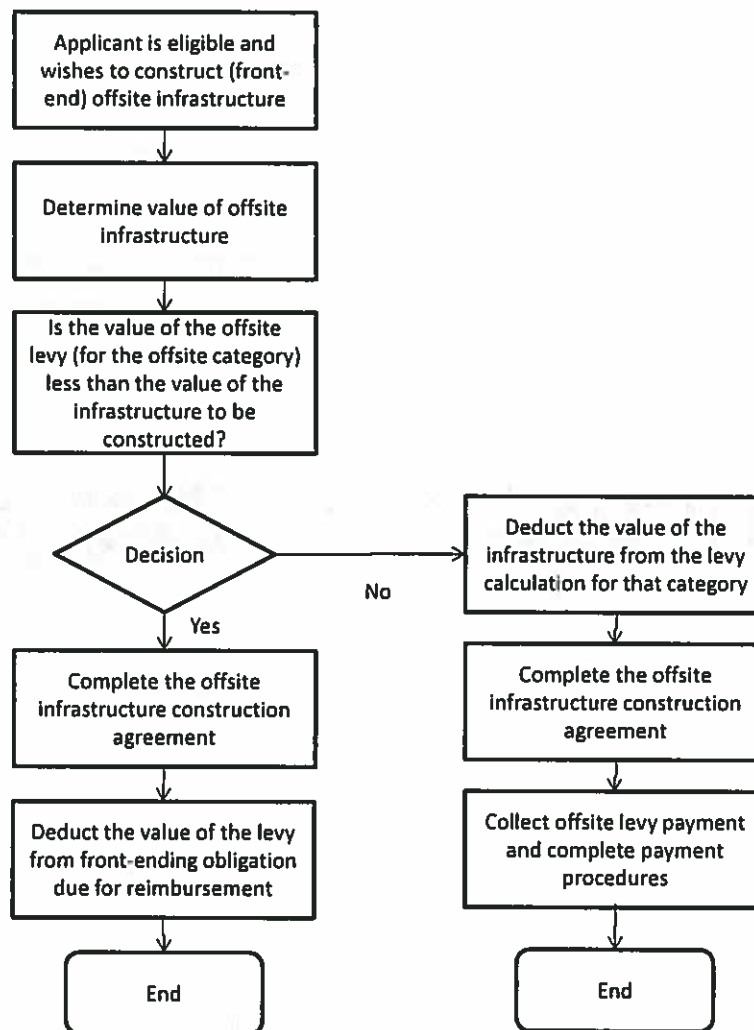 Applicant is eligible and
wishes to construct (front-
end) offsite infrastructure
Determine value of offsite
infrastructure
Is the value of the offsite
levy (for the offsite category)
less than the value of the
infrastructure to be
constructed?
Decision
No
Yes
Complete the offsite
infrastructure construction
agreement
Deduct the value of the levy
from front-ending obligation
due for reimbursement
End
Deduct the value of the
infrastructure from the levy
calculation for that category
Complete the offsite
infrastructure construction
agreement
Collect offsite levy payment
and complete payment
procedures
End